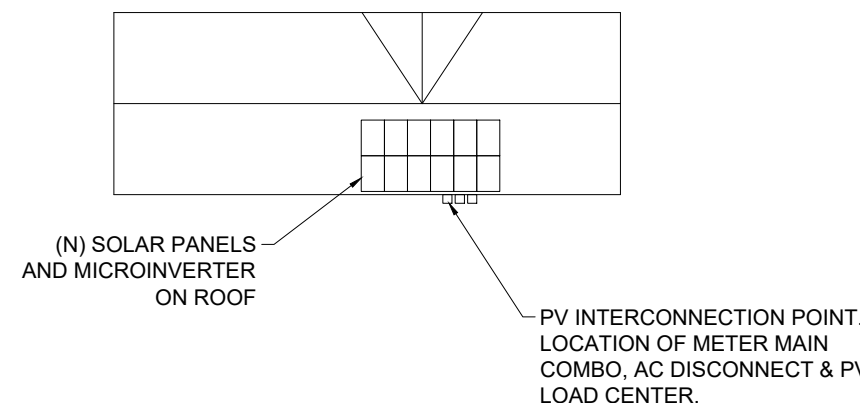 (N) SOLAR PANELS
AND MICROINVERTER
ON ROOF
PV INTERCONNECTION POINT.
LOCATION OF METER MAIN
COMBO, AC DISCONNECT & PV
LOAD CENTER.